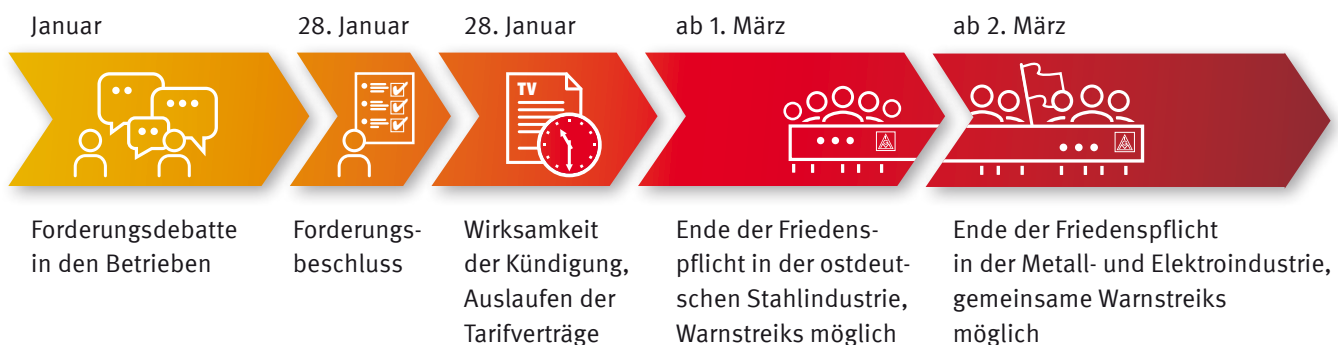 Januar
28. Januar
28. Januar
ab 1. März
ab 2. März
TV
Forderungsdebatte
in den Betrieben
Forderungs-
beschluss
Wirksamkeit
der Kündigung,
Auslaufen der
Tarifverträge
Ende der Friedens-
pflicht in der ostdeut-
schen Stahlindustrie,
Warnstreiks möglich
Ende der Friedenspflicht
in der Metall- und Elektroindustrie,
gemeinsame Warnstreiks
möglich